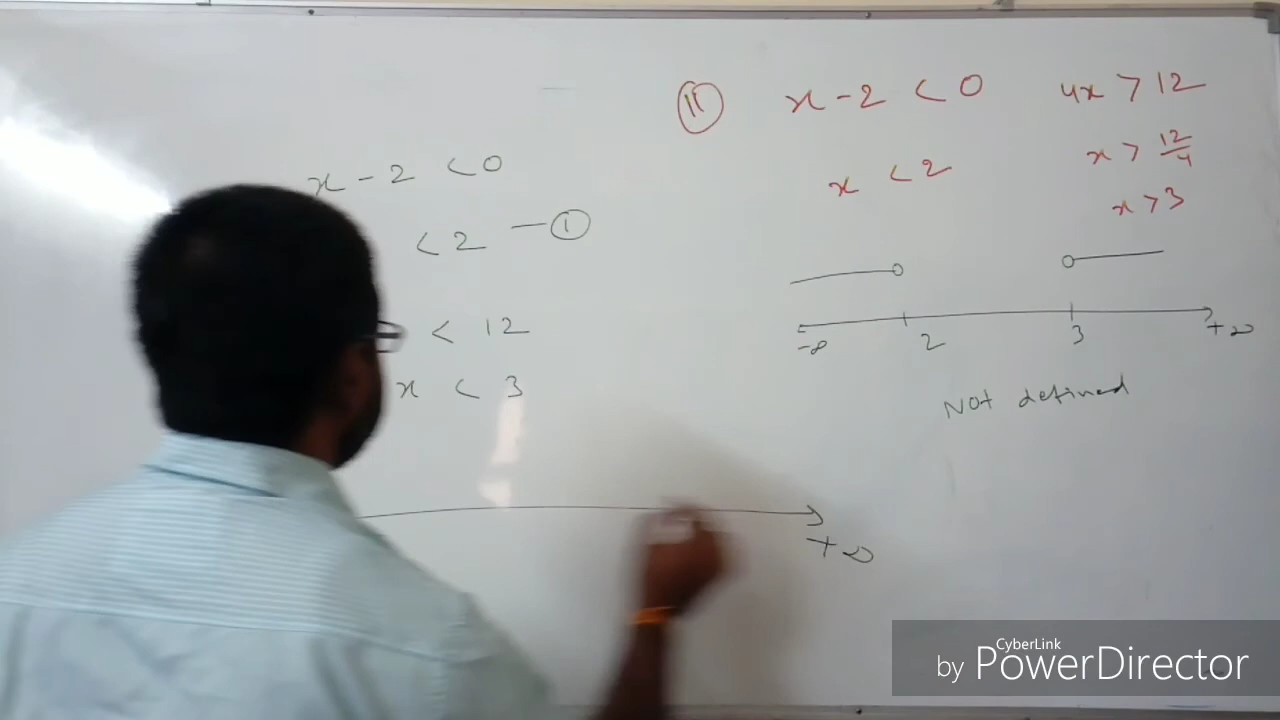 x - 2 < 0
< 2 — ①
< 12
x < 3
+∞
II x - 2 < 0 4x > 12
x < 2 x > 12/4
x > 3
-∞ 2 3 +∞
Not defined
CyberLink
by PowerDirector